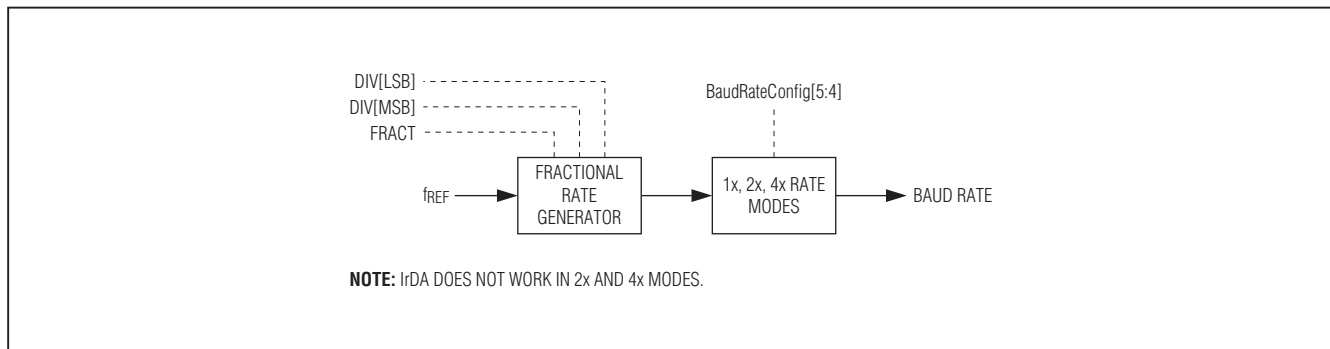 DIV[LSB]
DIV[MSB]
FRACT
BaudRateConfig[5:4]
fREF
FRACTIONAL
RATE
GENERATOR
1x, 2x, 4x RATE
MODES
BAUD RATE
NOTE: IrDA DOES NOT WORK IN 2x AND 4x MODES.